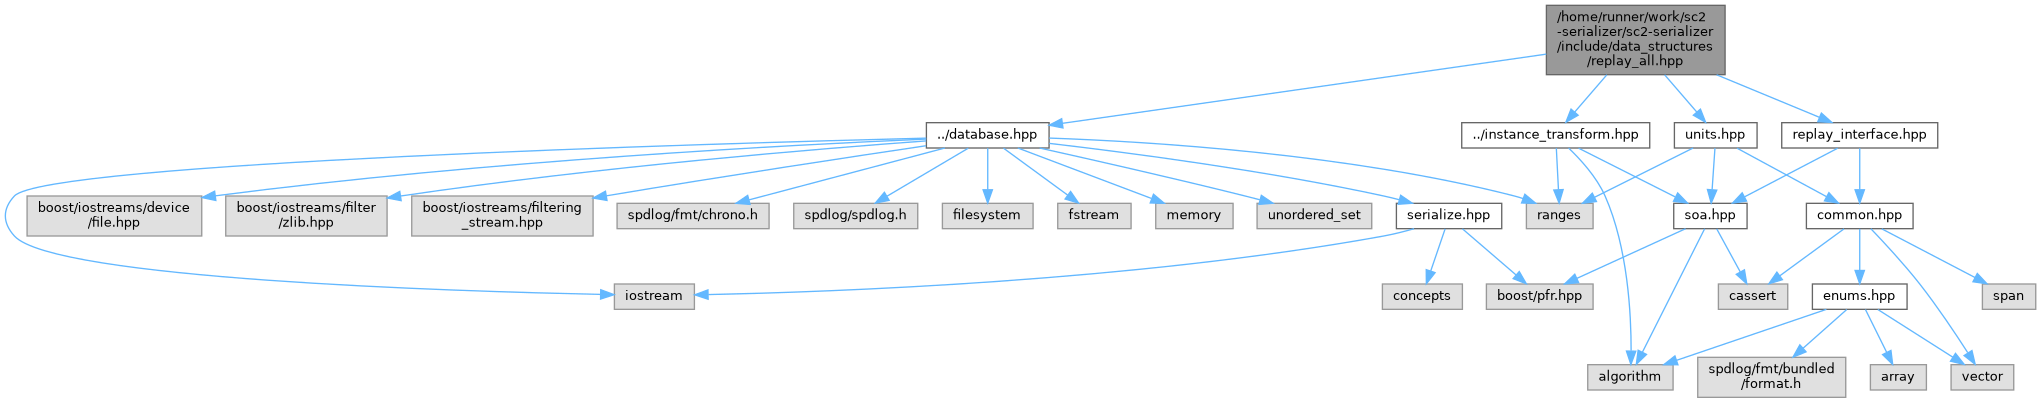 /home/runner/work/sc2
-serializer/sc2-serializer
/include/data_structures
/replay_all.hpp
../database.hpp
../instance_transform.hpp
units.hpp
replay_interface.hpp
boost/iostreams/device
/file.hpp
boost/iostreams/filter
/zlib.hpp
boost/iostreams/filtering
_stream.hpp
spdlog/fmt/chrono.h
spdlog/spdlog.h
filesystem
fstream
memory
unordered_set
serialize.hpp
ranges
soa.hpp
common.hpp
iostream
concepts
boost/pfr.hpp
cassert
enums.hpp
span
algorithm
spdlog/fmt/bundled
/format.h
array
vector